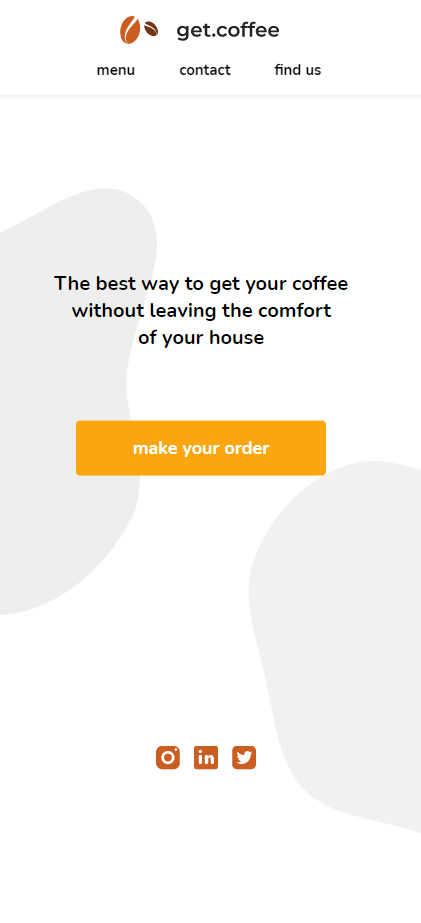 get.coffee
menu contact find us
The best way to get your coffee
without leaving the comfort
of your house
make your order
in